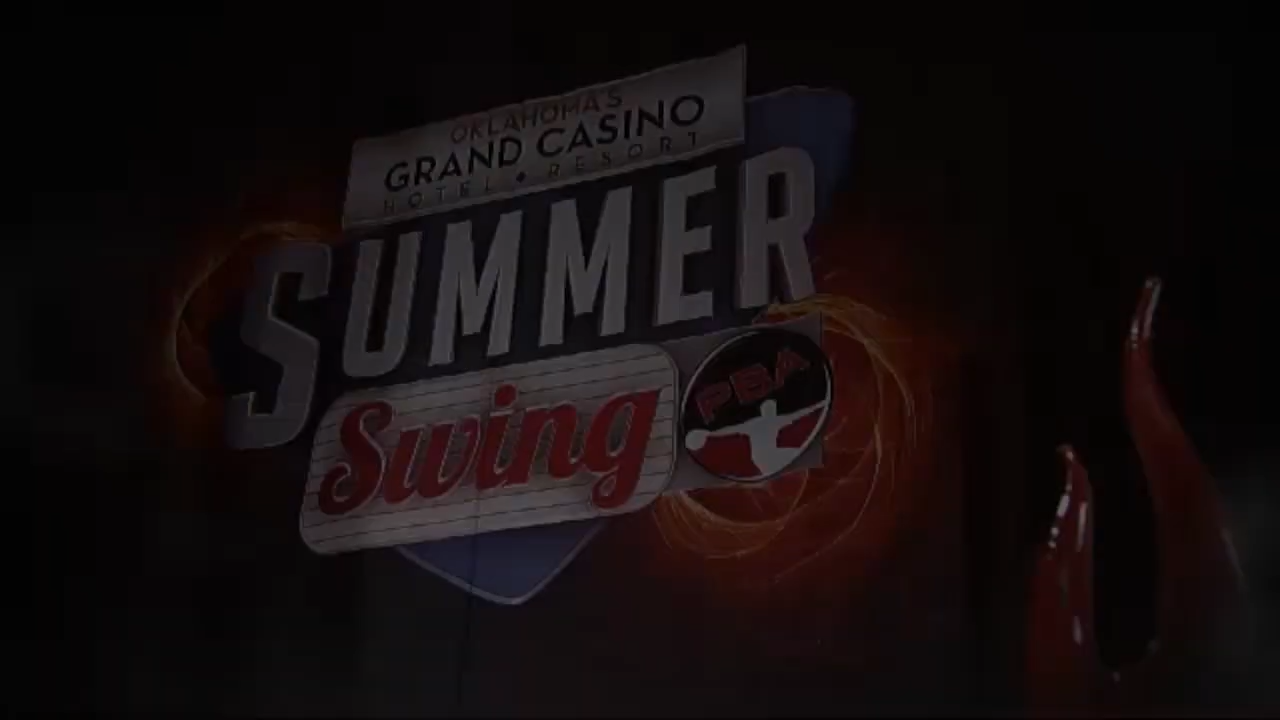 OKLAHOMA'S
GRAND CASINO
HOTEL • RESORT
SUMMER
Swing
PBA